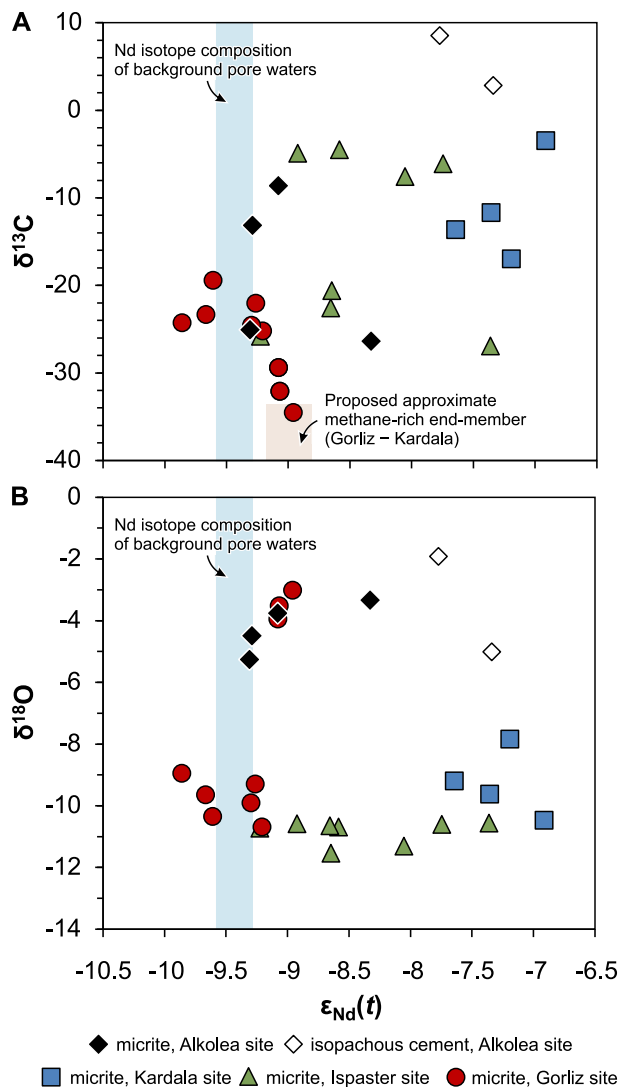 A
10
0
-10
-20
-30
-40
δ¹³C
Nd isotope composition
of background pore waters
Proposed approximate
methane-rich end-member
(Gorliz – Kardala)
B
0
-2
-4
-6
-8
-10
-12
-14
δ¹⁸O
Nd isotope composition
of background pore waters
-10.5 -10 -9.5 -9 -8.5 -8 -7.5 -7 -6.5
εNd(t)
micrite, Alkolea site isopachous cement, Alkolea site
micrite, Kardala site micrite, Ispaster site micrite, Gorliz site